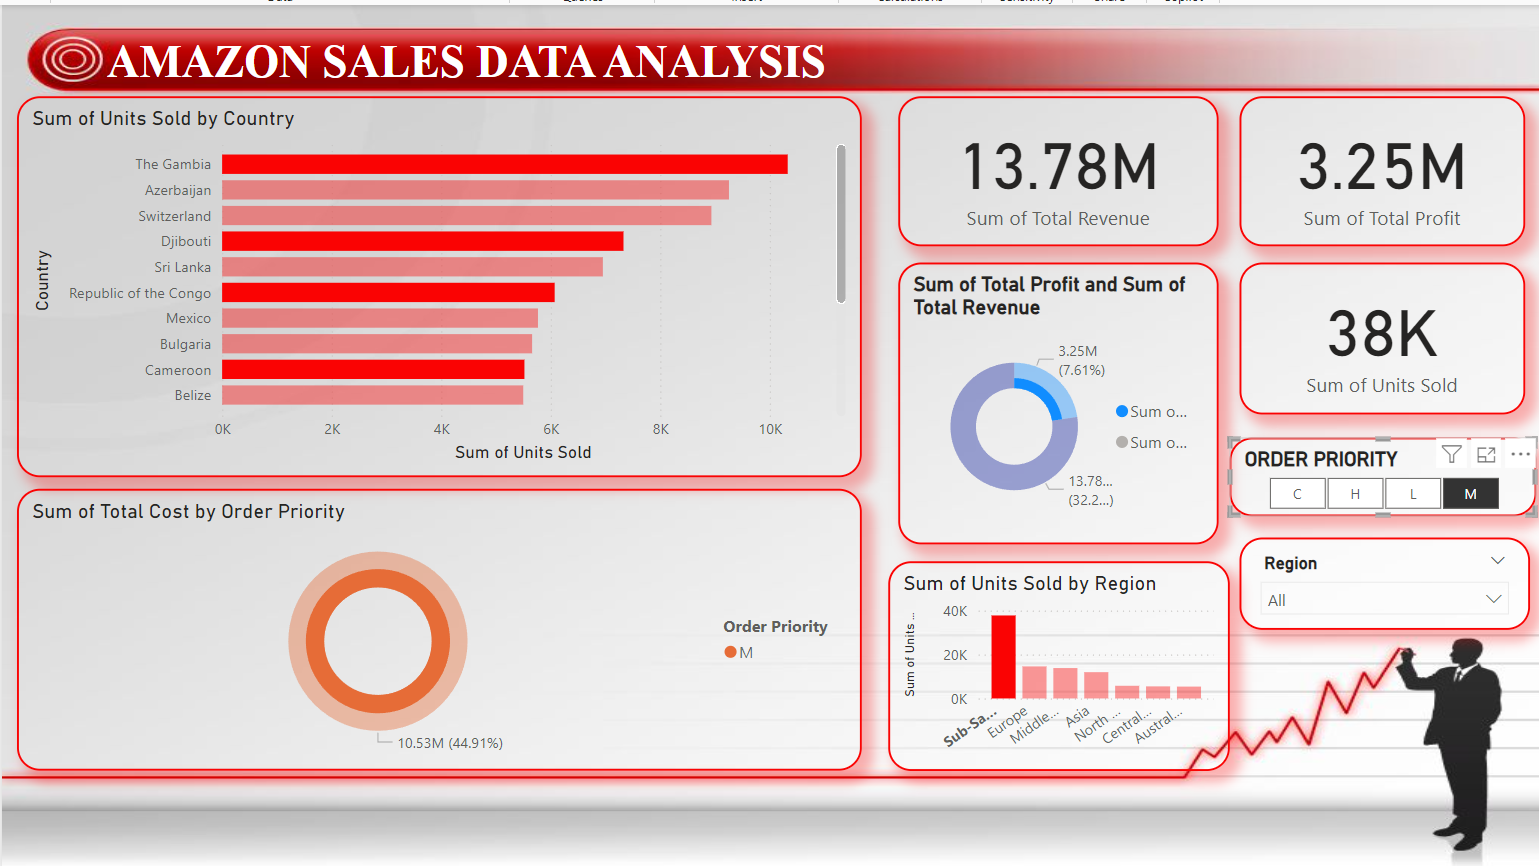 AMAZON SALES DATA ANALYSIS
Sum of Units Sold by Country
Country
The Gambia
Azerbaijan
Switzerland
Djibouti
Sri Lanka
Republic of the Congo
Mexico
Bulgaria
Cameroon
Belize
0K 2K 4K 6K 8K 10K
Sum of Units Sold
13.78M
Sum of Total Revenue
3.25M
Sum of Total Profit
Sum of Total Profit and Sum of
Total Revenue
3.25M
(7.61%)
Sum o...
Sum o...
13.78...
(32.2...)
38K
Sum of Units Sold
ORDER PRIORITY
C H L M
Region
All
Sum of Total Cost by Order Priority
Order Priority
M
10.53M (44.91%)
Sum of Units Sold by Region
Sum of Units ...
40K
20K
0K
Sub-Sa... Europe Middle... Asia North ... Central... Austral...